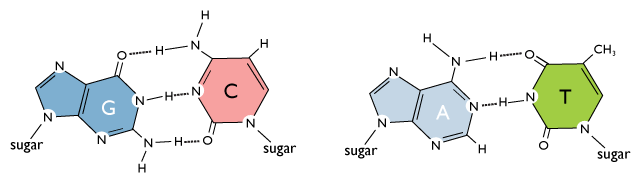 H
O H N H
N
G N H N C
N
N N H O N
sugar H sugar
H
N H O CH₃
N
A N H N T
N
N H O N
sugar sugar